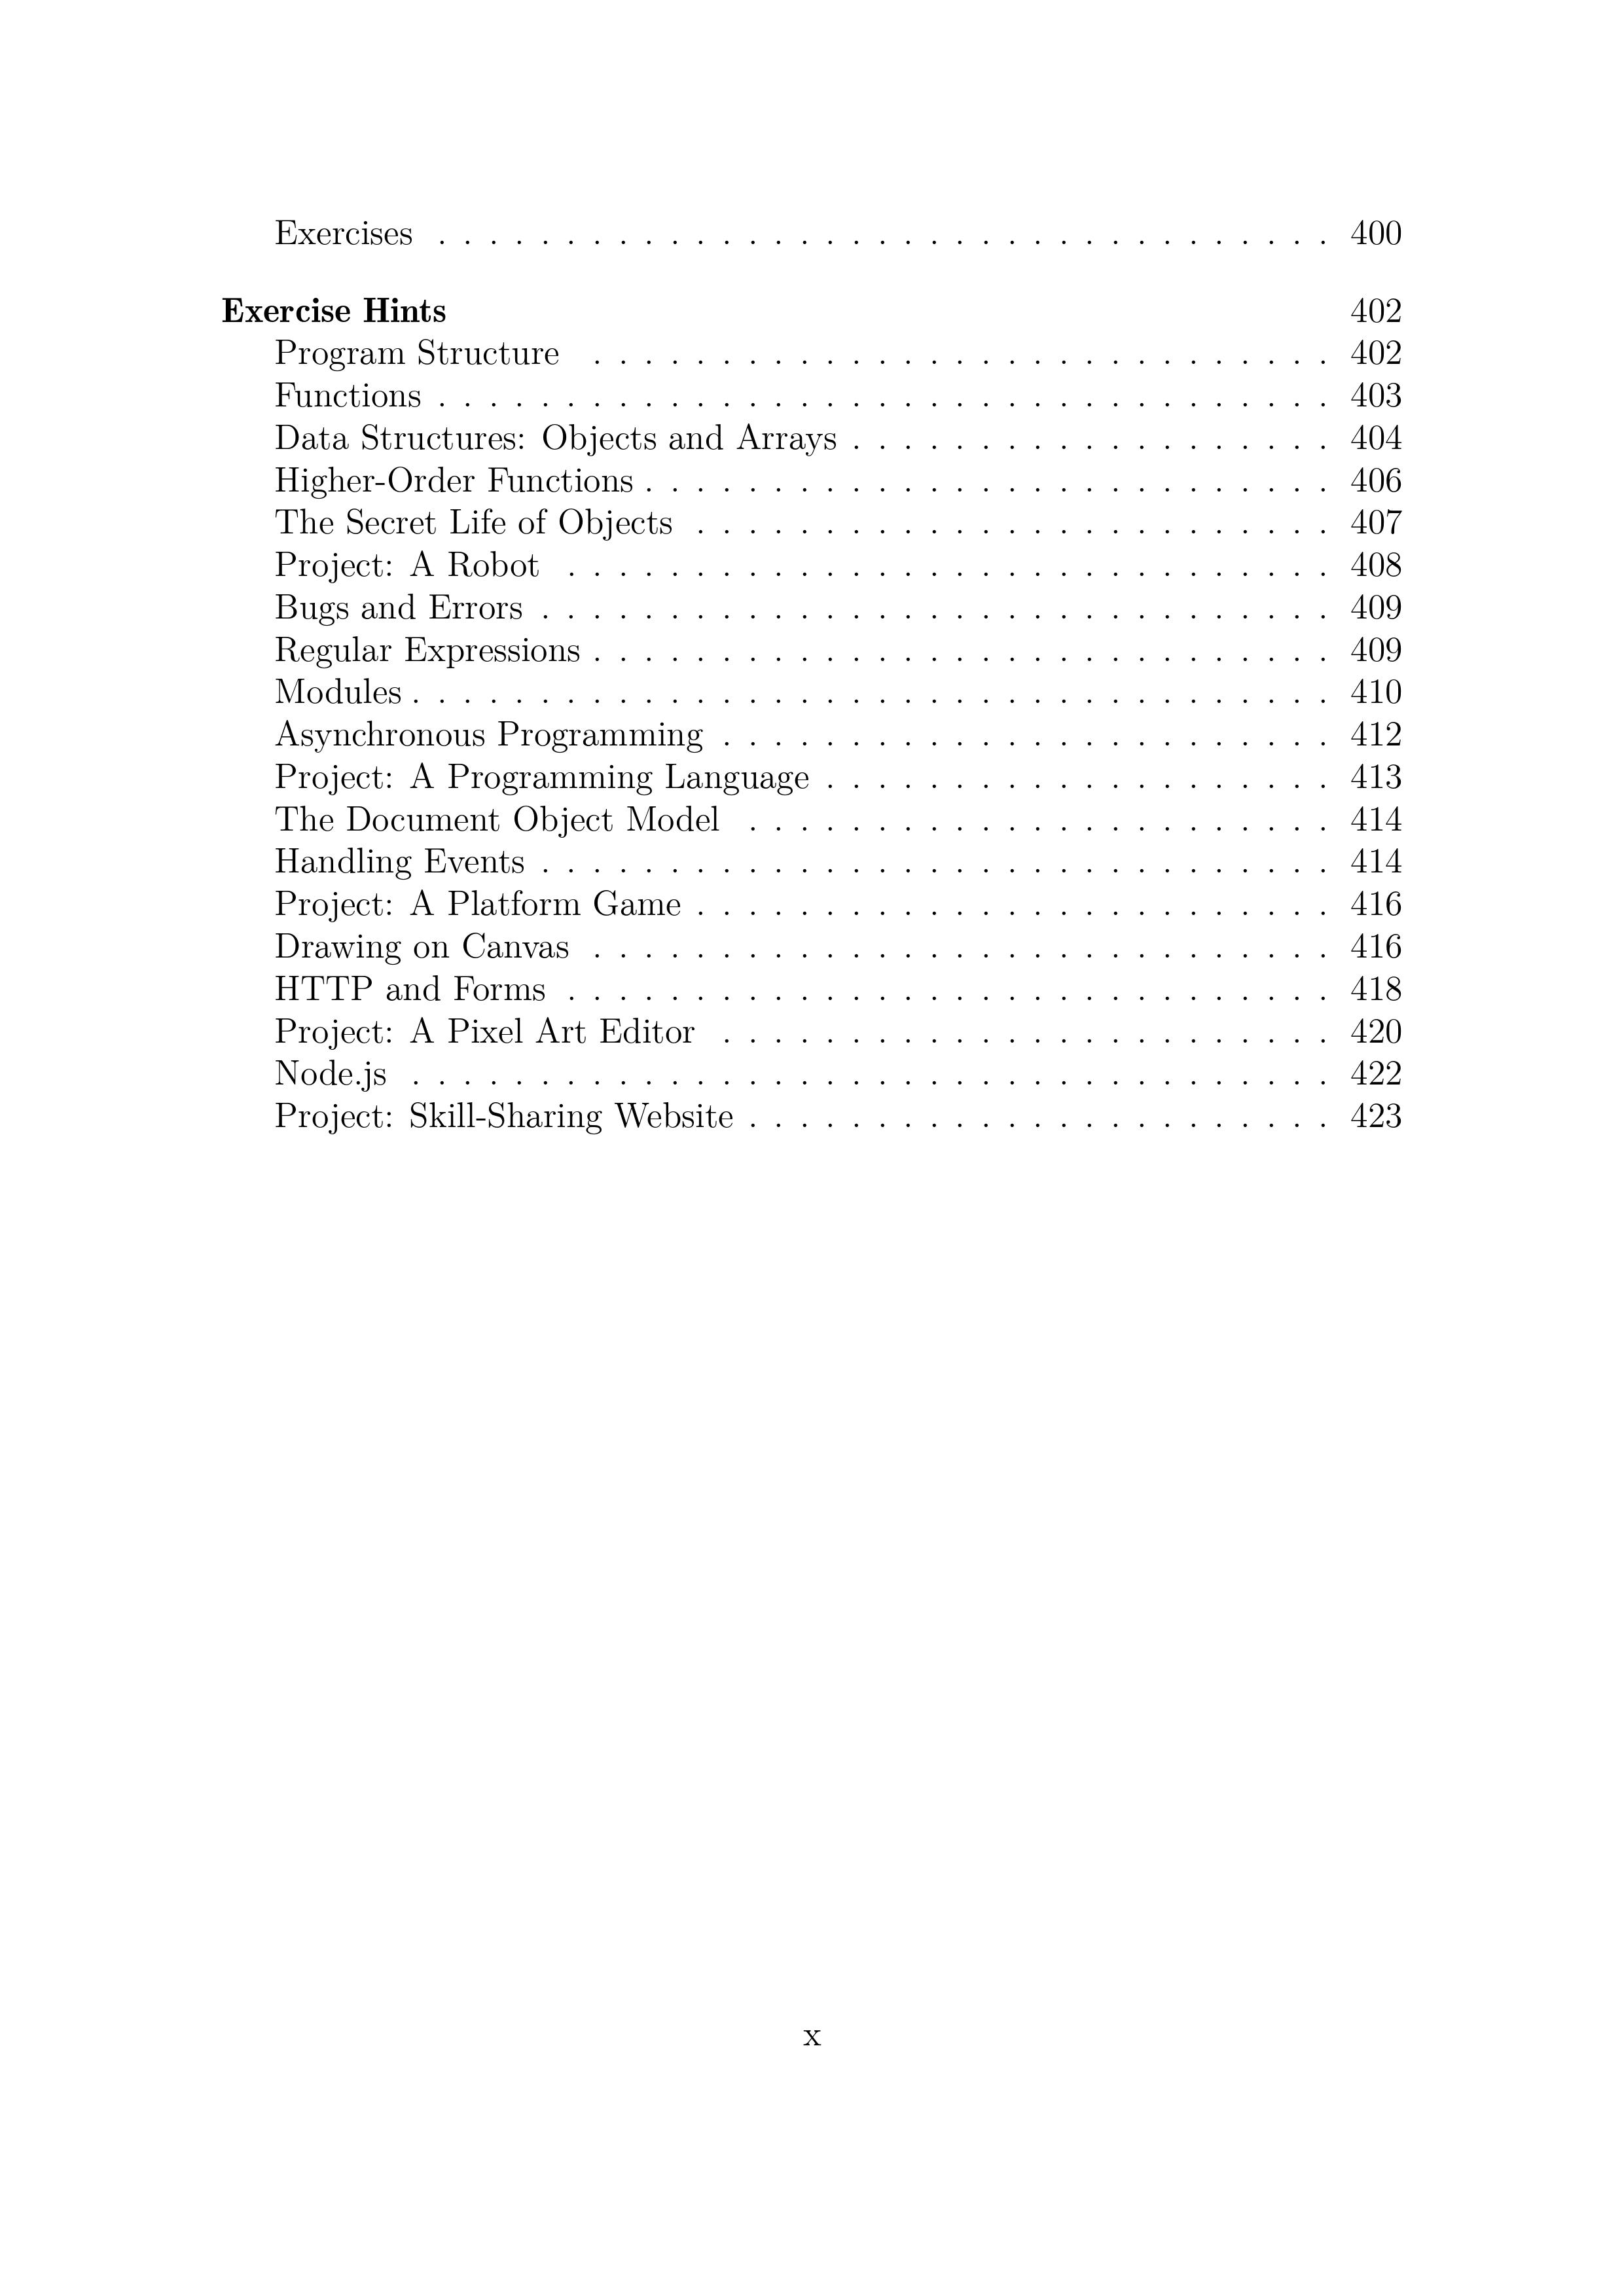 Exercises . . . . . . . . . . . . . . . . . . . . . . . . . . . . . . . . . . . 400
Exercise Hints 402
Program Structure . . . . . . . . . . . . . . . . . . . . . . . . . . . . . 402
Functions . . . . . . . . . . . . . . . . . . . . . . . . . . . . . . . . . . . 403
Data Structures: Objects and Arrays . . . . . . . . . . . . . . . . . . . 404
Higher-Order Functions . . . . . . . . . . . . . . . . . . . . . . . . . . . 406
The Secret Life of Objects . . . . . . . . . . . . . . . . . . . . . . . . . 407
Project: A Robot . . . . . . . . . . . . . . . . . . . . . . . . . . . . . . 408
Bugs and Errors . . . . . . . . . . . . . . . . . . . . . . . . . . . . . . . 409
Regular Expressions . . . . . . . . . . . . . . . . . . . . . . . . . . . . . 409
Modules . . . . . . . . . . . . . . . . . . . . . . . . . . . . . . . . . . . . 410
Asynchronous Programming . . . . . . . . . . . . . . . . . . . . . . . . 412
Project: A Programming Language . . . . . . . . . . . . . . . . . . . . 413
The Document Object Model . . . . . . . . . . . . . . . . . . . . . . . 414
Handling Events . . . . . . . . . . . . . . . . . . . . . . . . . . . . . . . 414
Project: A Platform Game . . . . . . . . . . . . . . . . . . . . . . . . . 416
Drawing on Canvas . . . . . . . . . . . . . . . . . . . . . . . . . . . . . 416
HTTP and Forms . . . . . . . . . . . . . . . . . . . . . . . . . . . . . . 418
Project: A Pixel Art Editor . . . . . . . . . . . . . . . . . . . . . . . . 420
Node.js . . . . . . . . . . . . . . . . . . . . . . . . . . . . . . . . . . . . 422
Project: Skill-Sharing Website . . . . . . . . . . . . . . . . . . . . . . . 423
x